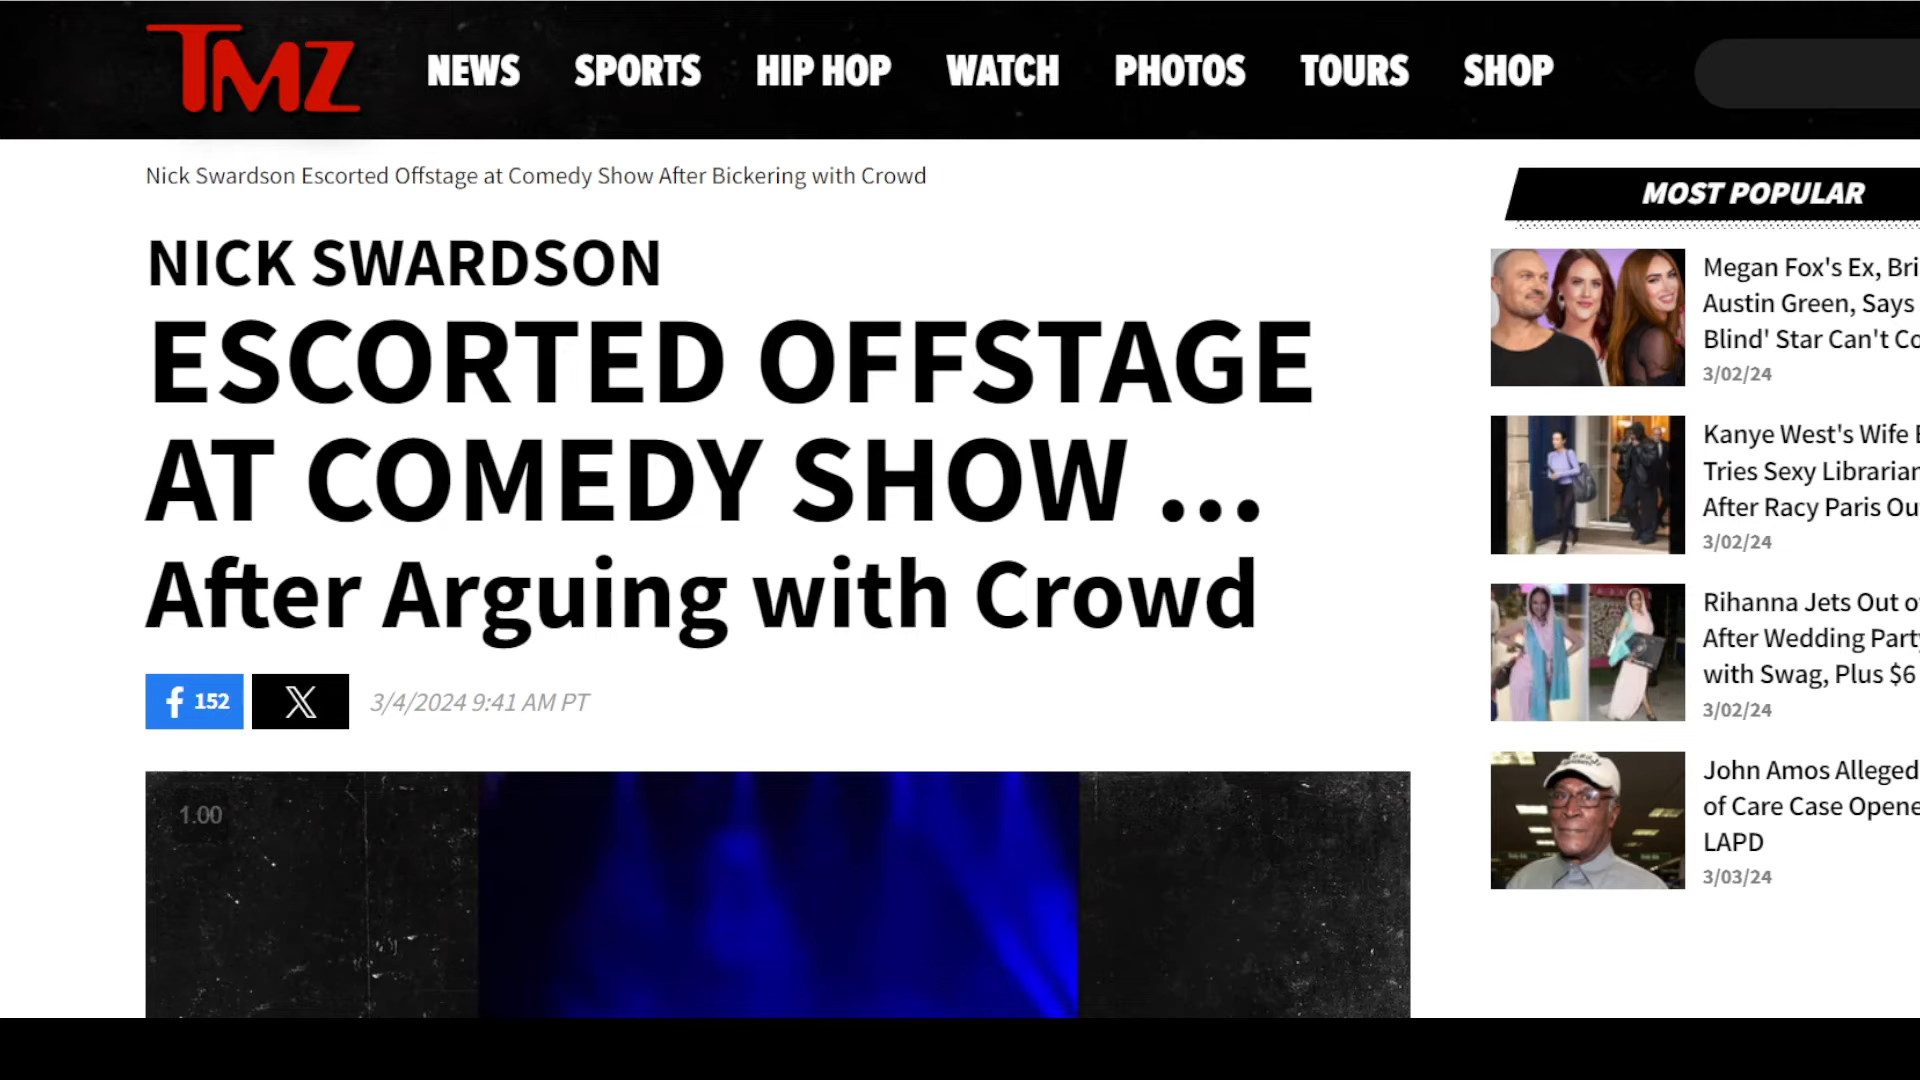 TMZ
NEWS SPORTS HIP HOP WATCH PHOTOS TOURS SHOP
Nick Swardson Escorted Offstage at Comedy Show After Bickering with Crowd
NICK SWARDSON
ESCORTED OFFSTAGE
AT COMEDY SHOW ...
After Arguing with Crowd
152
3/4/2024 9:41 AM PT
1.00
MOST POPULAR
Megan Fox's Ex, Bri
Austin Green, Says
Blind' Star Can't Co
3/02/24
Kanye West's Wife
Tries Sexy Librarian
After Racy Paris Ou
3/02/24
Rihanna Jets Out o
After Wedding Party
with Swag, Plus $6
3/02/24
John Amos Alleged
of Care Case Opene
LAPD
3/03/24